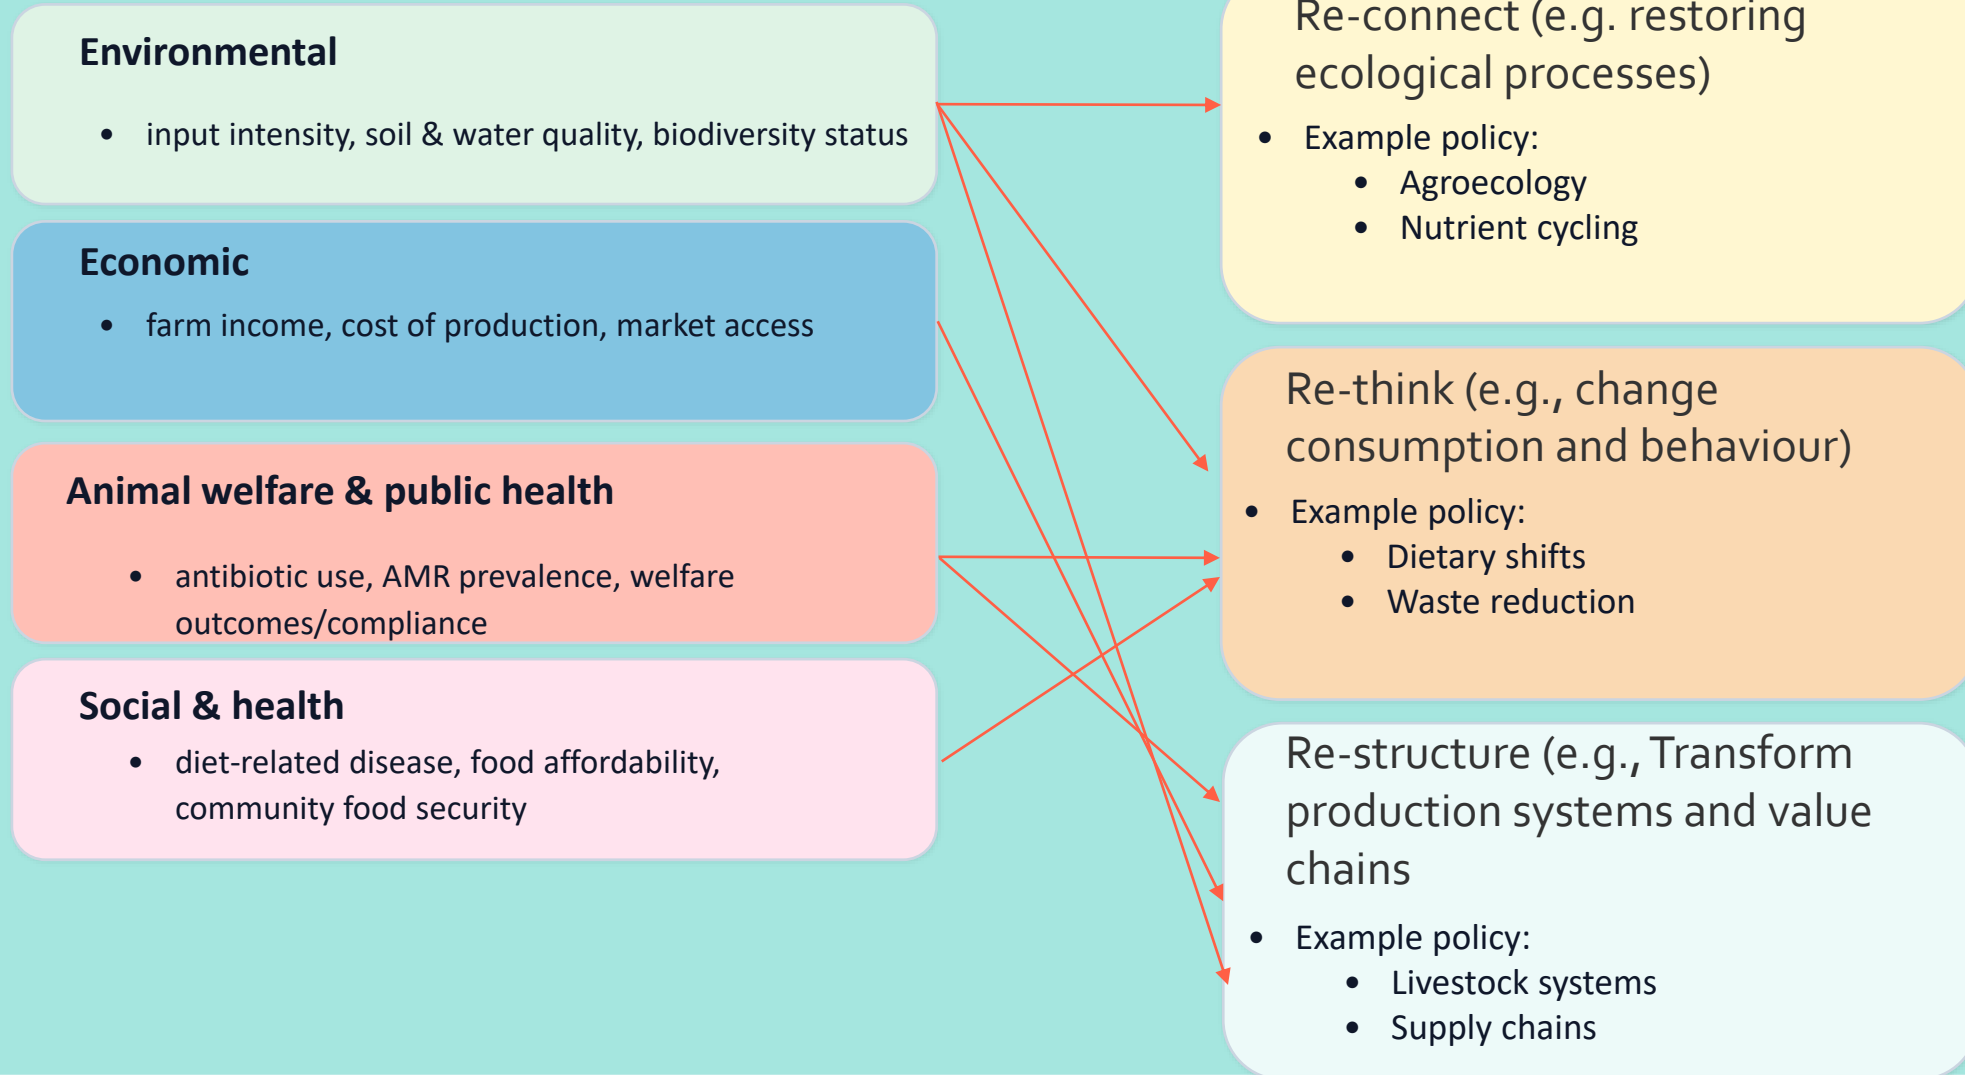 Environmental
• input intensity, soil & water quality, biodiversity status
Economic
• farm income, cost of production, market access
Animal welfare & public health
• antibiotic use, AMR prevalence, welfare
outcomes/compliance
Social & health
• diet-related disease, food affordability,
community food security
Re-connect (e.g. restoring
ecological processes)
• Example policy:
• Agroecology
• Nutrient cycling
Re-think (e.g., change
consumption and behaviour)
• Example policy:
• Dietary shifts
• Waste reduction
Re-structure (e.g., Transform
production systems and value
chains
• Example policy:
• Livestock systems
• Supply chains